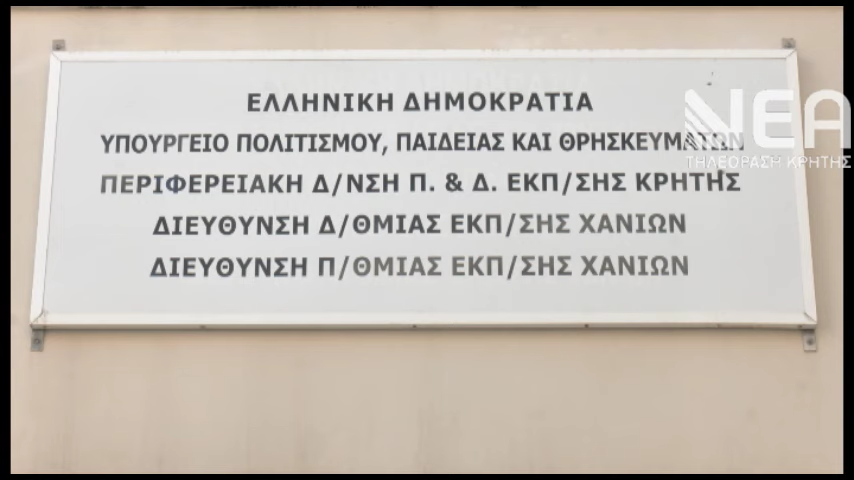 ΕΛΛΗΝΙΚΗ ΔΗΜΟΚΡΑΤΙΑ
ΥΠΟΥΡΓΕΙΟ ΠΟΛΙΤΙΣΜΟΥ, ΠΑΙΔΕΙΑΣ ΚΑΙ ΘΡΗΣΚΕΥΜΑΤΩΝ
ΠΕΡΙΦΕΡΕΙΑΚΗ Δ/ΝΣΗ Π. & Δ. ΕΚΠ/ΣΗΣ ΚΡΗΤΗΣ
ΔΙΕΥΘΥΝΣΗ Δ/ΘΜΙΑΣ ΕΚΠ/ΣΗΣ ΧΑΝΙΩΝ
ΔΙΕΥΘΥΝΣΗ Π/ΘΜΙΑΣ ΕΚΠ/ΣΗΣ ΧΑΝΙΩΝ
ΝΕΑ
ΤΗΛΕΟΡΑΣΗ ΚΡΗΤΗΣ